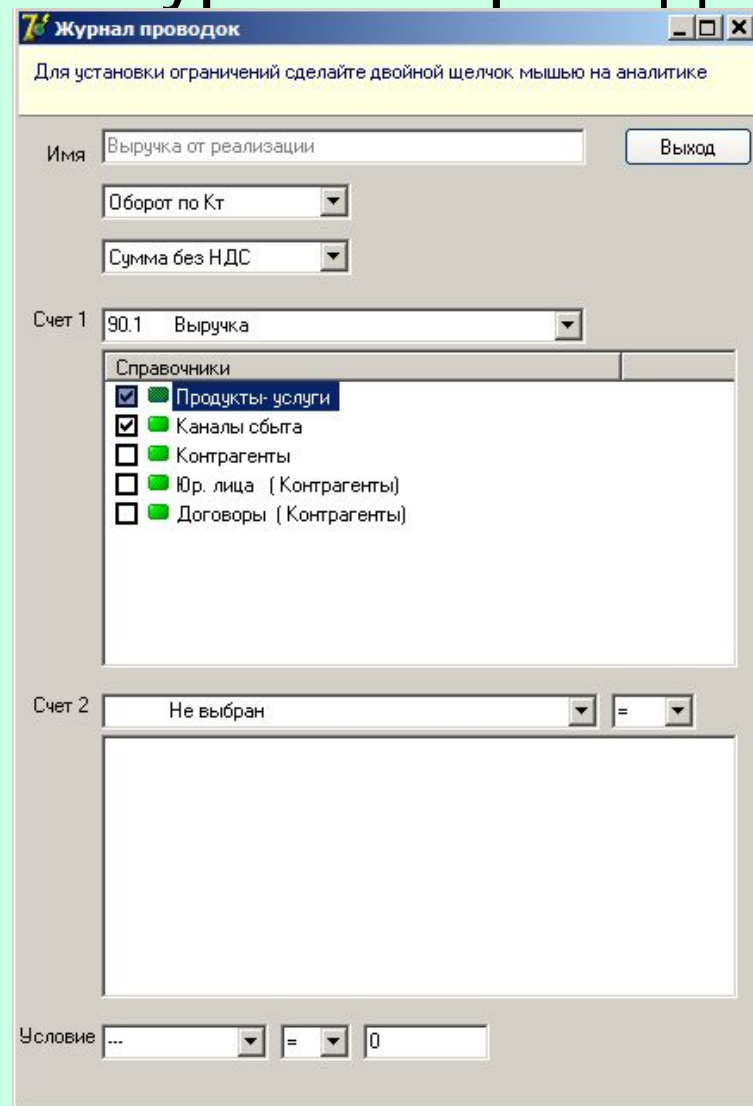 Журнал проводок
Для установки ограничений сделайте двойной щелчок мышью на аналитике
Имя Выручка от реализации Выход
Оборот по Кт
Сумма без НДС
Счет 1 90.1 Выручка
Справочники
Продукты- услуги
Каналы сбыта
Контрагенты
Юр. лица ( Контрагенты)
Договоры ( Контрагенты)
Счет 2 Не выбран =
Условие --- = 0